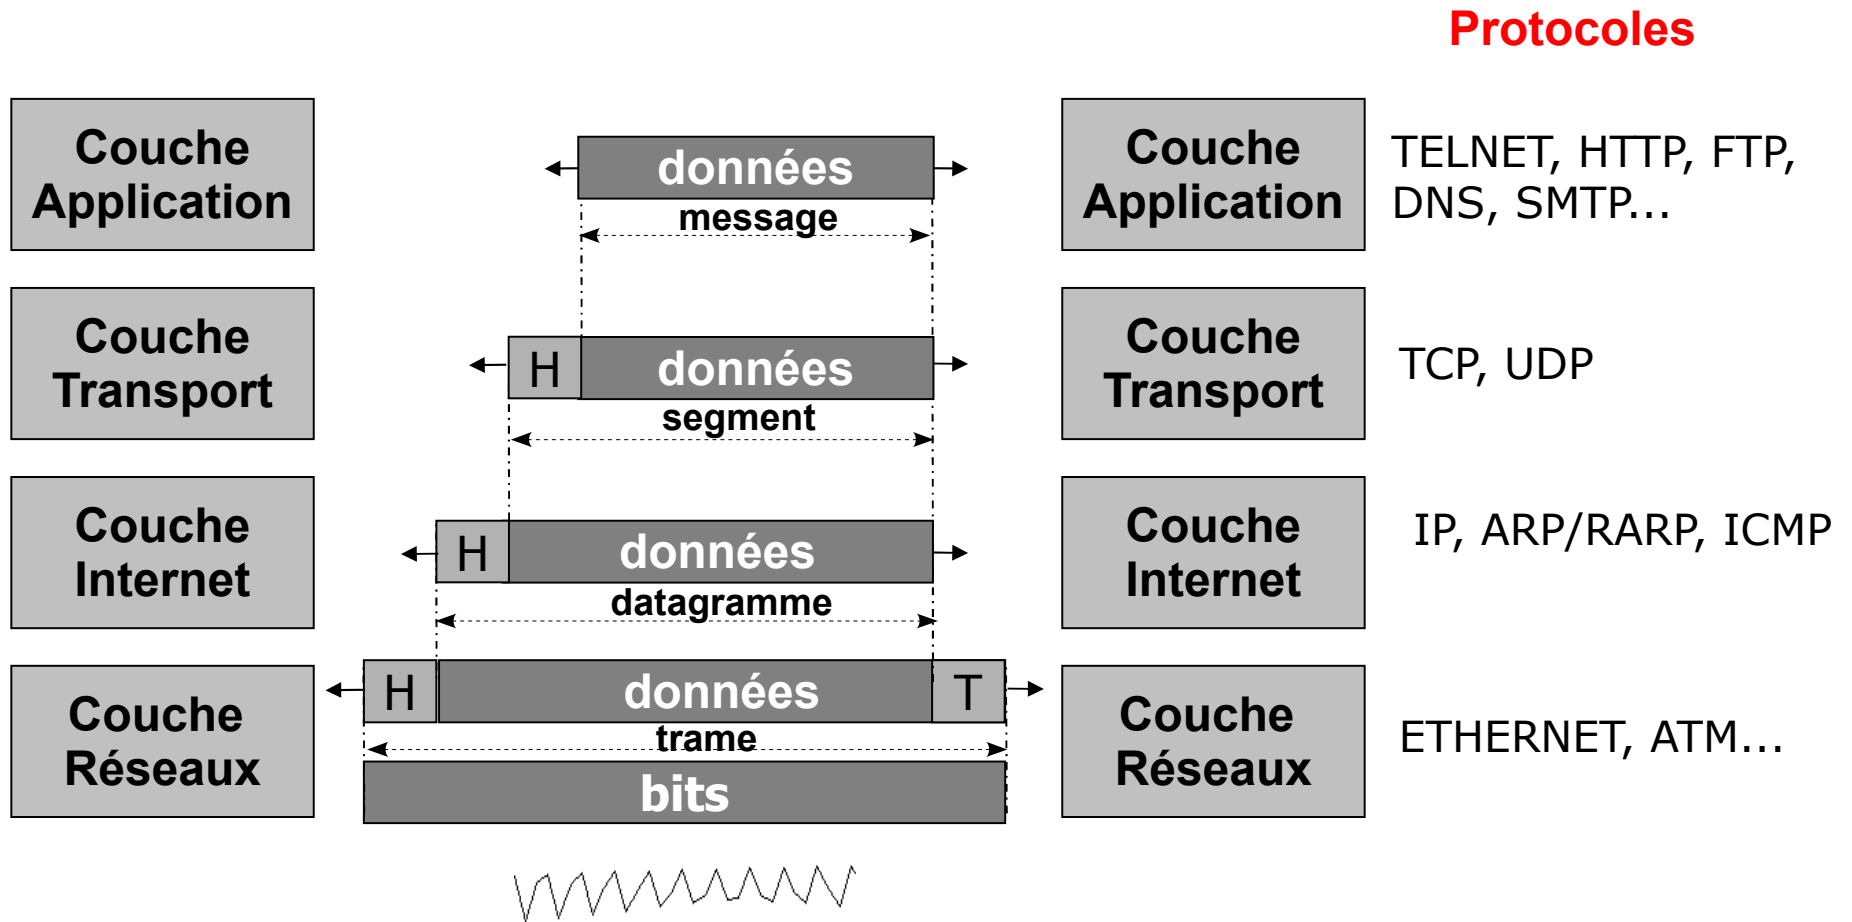 Protocoles
Couche
Application
données
message
Couche
Application
TELNET, HTTP, FTP,
DNS, SMTP...
Couche
Transport
H
données
segment
Couche
Transport
TCP, UDP
Couche
Internet
H
données
datagramme
Couche
Internet
IP, ARP/RARP, ICMP
Couche
Réseaux
H
données
T
trame
bits
Couche
Réseaux
ETHERNET, ATM...